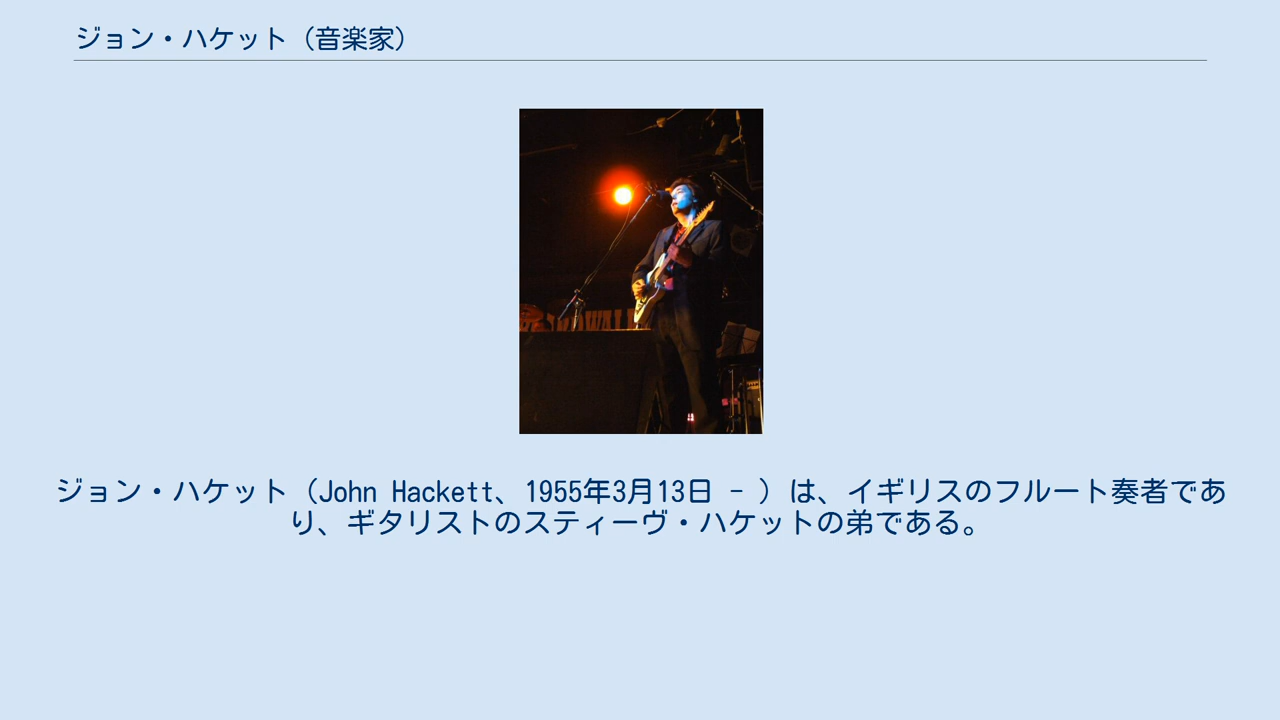 ジョン・ハケット（音楽家）
ジョン・ハケット（John Hackett、1955年3月13日 - ）は、イギリスのフルート奏者であ
り、ギタリストのスティーヴ・ハケットの弟である。